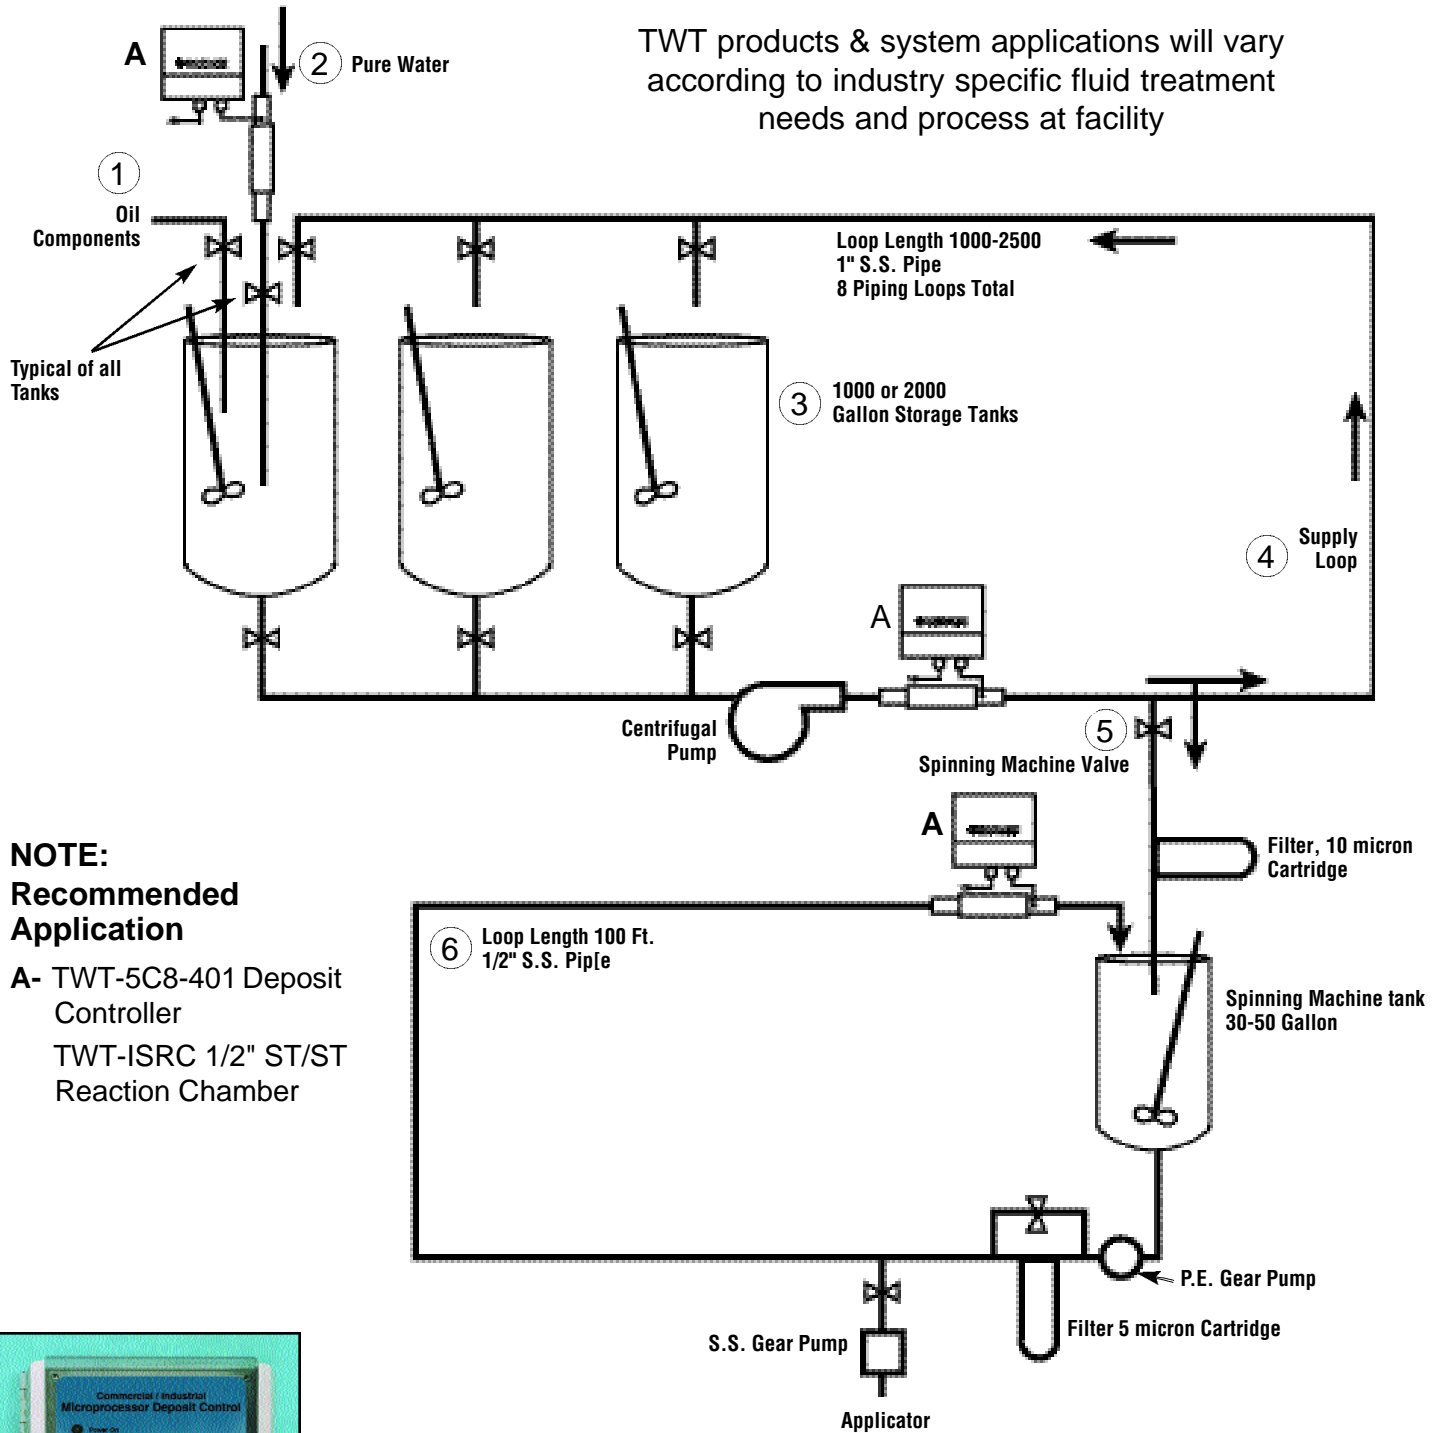 TWT products & system applications will vary
according to industry specific fluid treatment
needs and process at facility
A
2 Pure Water
1
Oil
Components
Typical of all
Tanks
Loop Length 1000-2500
1" S.S. Pipe
8 Piping Loops Total
3
1000 or 2000
Gallon Storage Tanks
4
Supply
Loop
A
Centrifugal
Pump
5
Spinning Machine Valve
A
Filter, 10 micron
Cartridge
6
Loop Length 100 Ft.
1/2" S.S. Pip[e
Spinning Machine tank
30-50 Gallon
NOTE:
Recommended
Application
A- TWT-5C8-401 Deposit
Controller
TWT-ISRC 1/2" ST/ST
Reaction Chamber
P.E. Gear Pump
Filter 5 micron Cartridge
S.S. Gear Pump
Applicator
Commercial / Industrial
Microprocessor Deposit Control
Power On